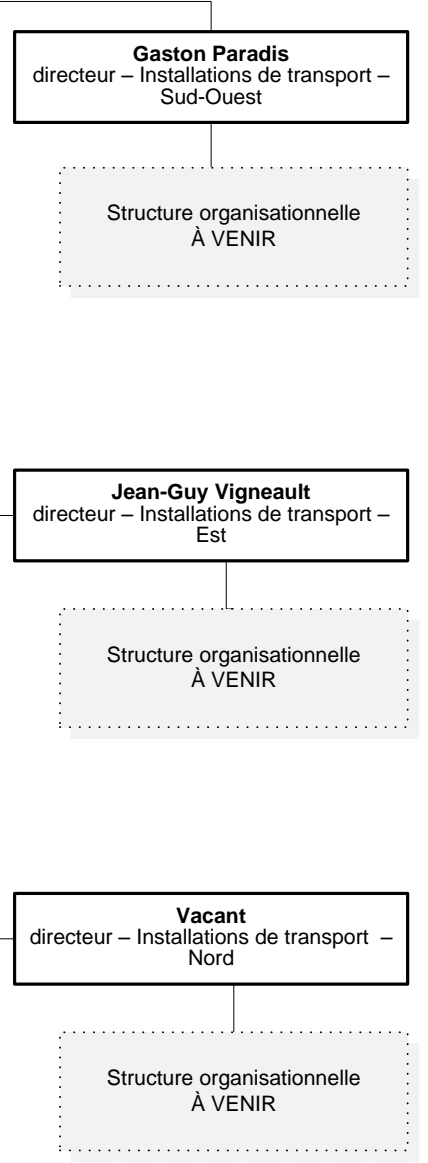 Gaston Paradis
directeur – Installations de transport –
Sud-Ouest
Structure organisationnelle
À VENIR
Jean-Guy Vigneault
directeur – Installations de transport –
Est
Structure organisationnelle
À VENIR
Vacant
directeur – Installations de transport –
Nord
Structure organisationnelle
À VENIR